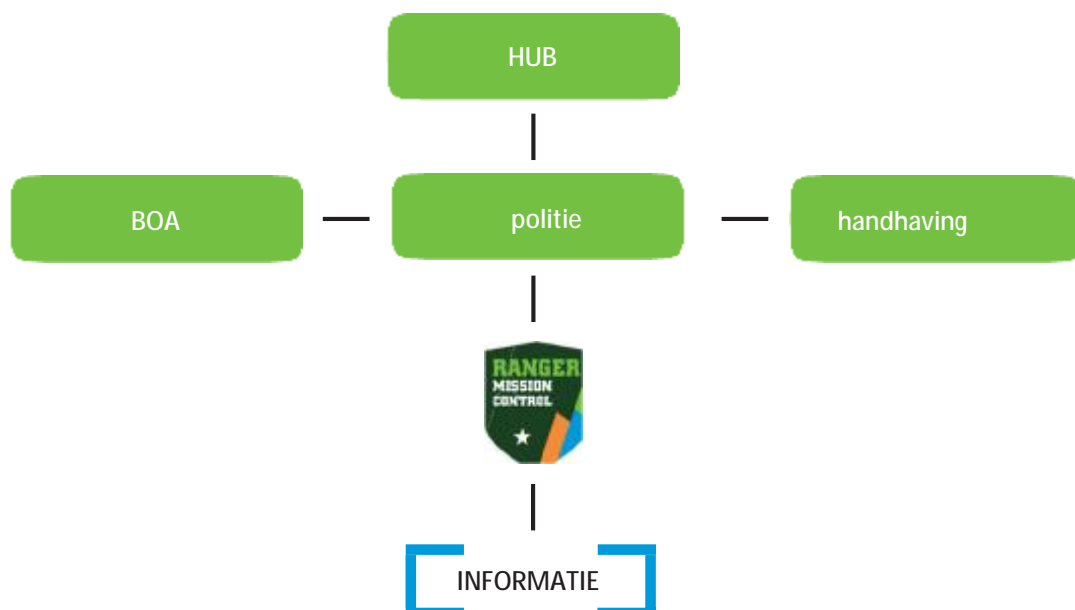 HUB
BOA
politie
handhaving
RANGER
MISSION
CONTROL
INFORMATIE